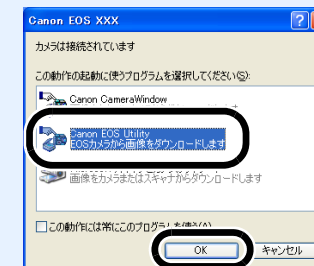 Canon EOS XXX
カメラは接続されています
この動作の起動に使うプログラムを選択してください(S):
Canon CameraWindow
Canon EOS Utility
EOSカメラから画像をダウンロードします
画像をカメラまたはスキャナからダウンロードします
この動作には常にこのプログラムを使う(A)
OK
キャンセル